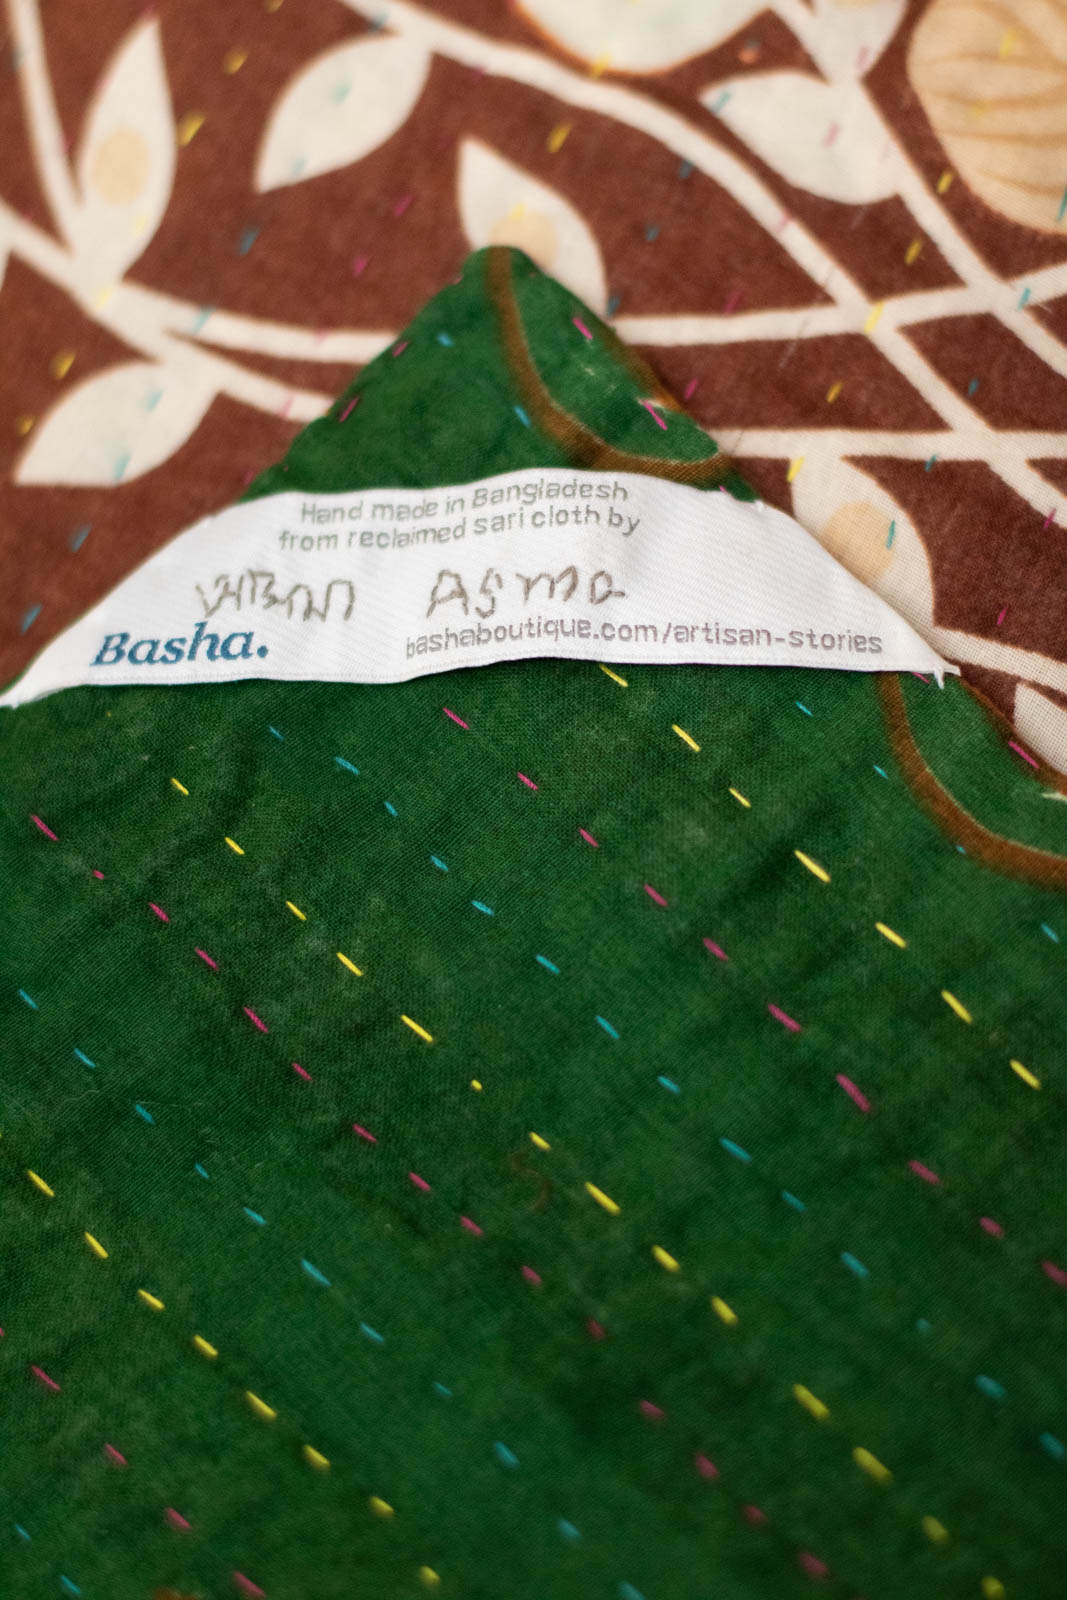 Hand made in Bangladesh
from reclaimed sari cloth by
Asma
Basha.
bashaboutique.com/artisan-stories